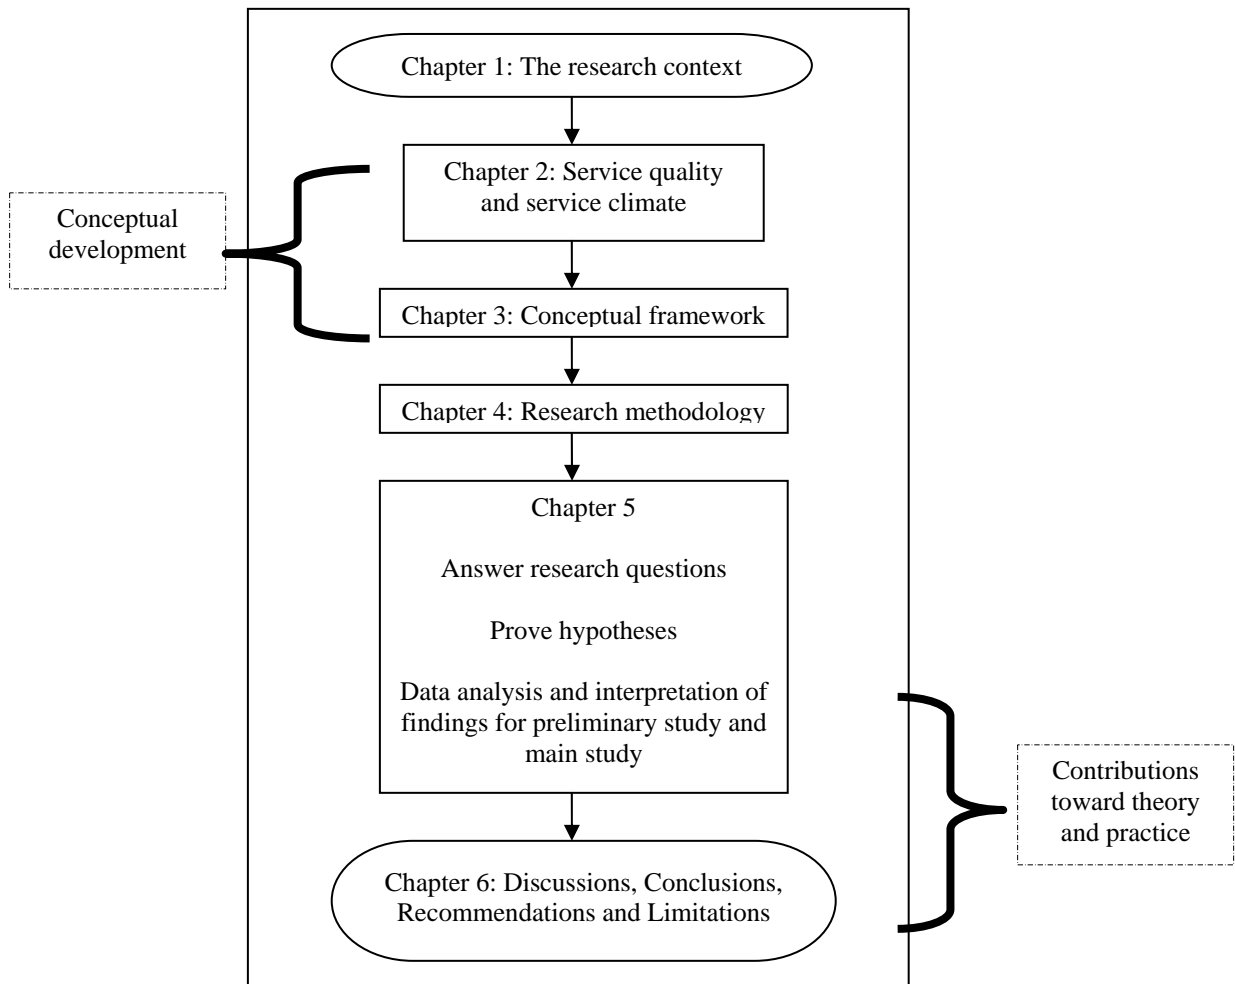 Chapter 1: The research context
Chapter 2: Service quality
and service climate
Conceptual
development
Chapter 3: Conceptual framework
Chapter 4: Research methodology
Chapter 5
Answer research questions
Prove hypotheses
Data analysis and interpretation of
findings for preliminary study and
main study
Contributions
toward theory
and practice
Chapter 6: Discussions, Conclusions,
Recommendations and Limitations